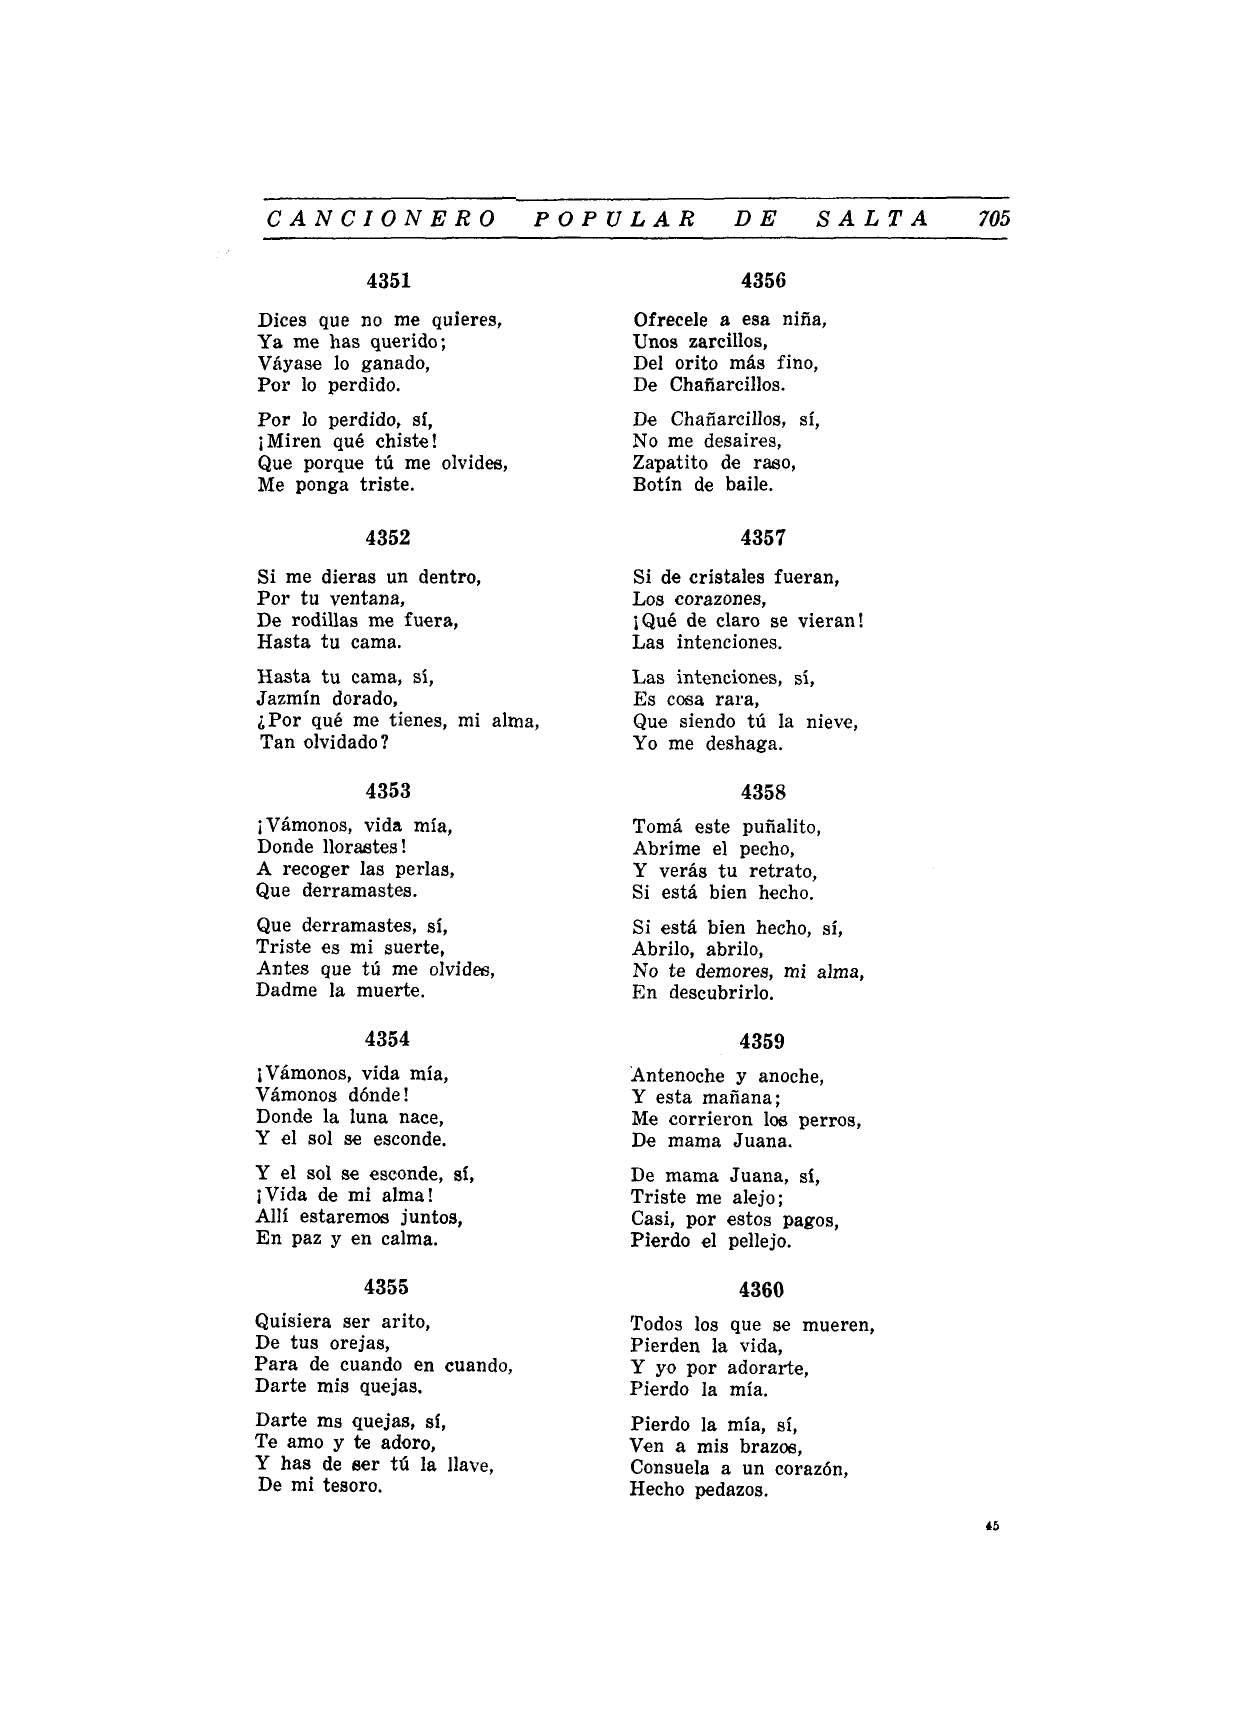 CANCIONERO POPULAR DE SALTA 705
4351
Dices que no me quieres,
Ya me has querido;
Váyase lo ganado,
Por lo perdido.
Por lo perdido, sí,
¡Miren qué chiste!
Que porque tú me olvides,
Me ponga triste.
4352
Si me dieras un dentro,
Por tu ventana,
De rodillas me fuera,
Hasta tu cama.
Hasta tu cama, sí,
Jazmín dorado,
¿Por qué me tienes, mi alma,
Tan olvidado?
4353
¡Vámonos, vida mía,
Donde llorastes!
A recoger las perlas,
Que derramastes.
Que derramastes, sí,
Triste es mi suerte,
Antes que tú me olvides,
Dadme la muerte.
4354
¡Vámonos, vida mía,
Vámonos dónde!
Donde la luna nace,
Y el sol se esconde.
Y el sol se esconde, sí,
¡Vida de mi alma!
Allí estaremos juntos,
En paz y en calma.
4355
Quisiera ser arito,
De tus orejas,
Para de cuando en cuando,
Darte mis quejas.
Darte ms quejas, sí,
Te amo y te adoro,
Y has de ser tú la llave,
De mi tesoro.
4356
Ofrecele a esa niña,
Unos zarcillos,
Del orito más fino,
De Chañarcillos.
De Chañarcillos, sí,
No me desaires,
Zapatito de raso,
Botín de baile.
4357
Si de cristales fueran,
Los corazones,
¡Qué de claro se vieran!
Las intenciones.
Las intenciones, sí,
Es cosa rara,
Que siendo tú la nieve,
Yo me deshaga.
4358
Tomá este puñalito,
Abrime el pecho,
Y verás tu retrato,
Si está bien hecho.
Si está bien hecho, sí,
Abrilo, abrilo,
No te demores, mi alma,
En descubrirlo.
4359
Antenoche y anoche,
Y esta mañana;
Me corrieron los perros,
De mama Juana.
De mama Juana, sí,
Triste me alejo;
Casi, por estos pagos,
Pierdo el pellejo.
4360
Todos los que se mueren,
Pierden la vida,
Y yo por adorarte,
Pierdo la mía.
Pierdo la mía, sí,
Ven a mis brazos,
Consuela a un corazón,
Hecho pedazos.
45